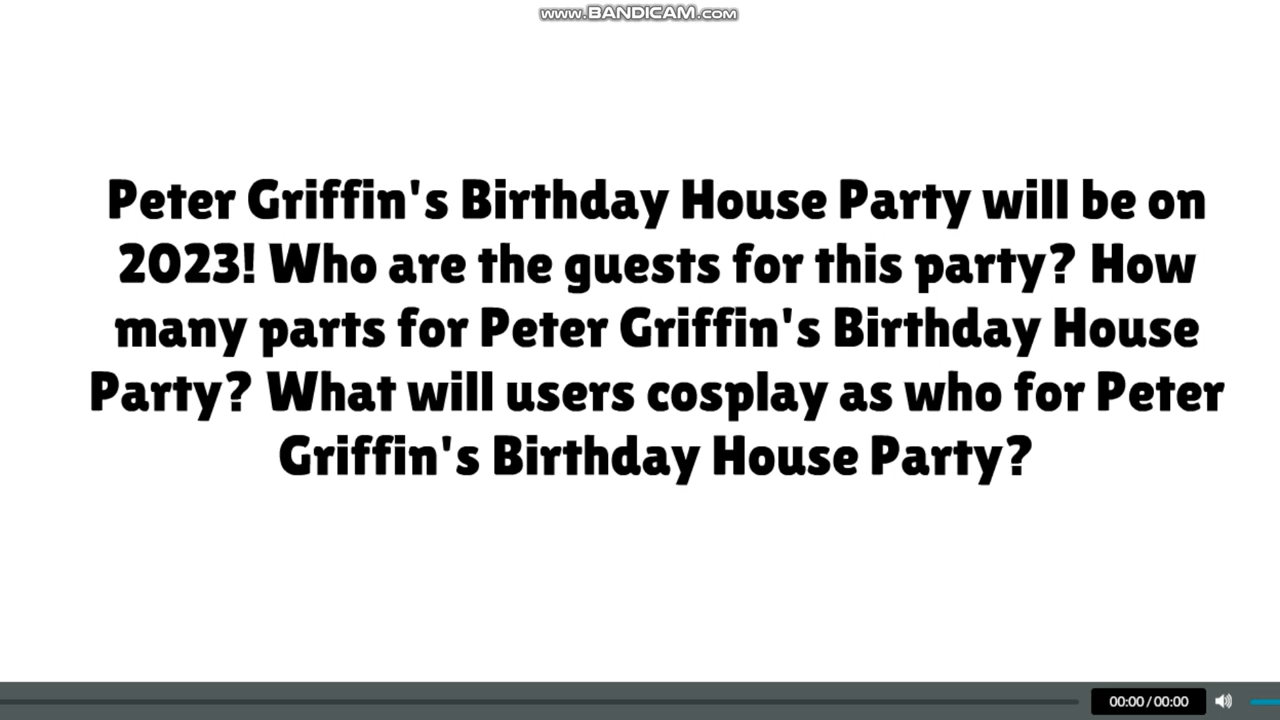 www.BANDICAM.com
Peter Griffin's Birthday House Party will be on
2023! Who are the guests for this party? How
many parts for Peter Griffin's Birthday House
Party? What will users cosplay as who for Peter
Griffin's Birthday House Party?
00:00 / 00:00